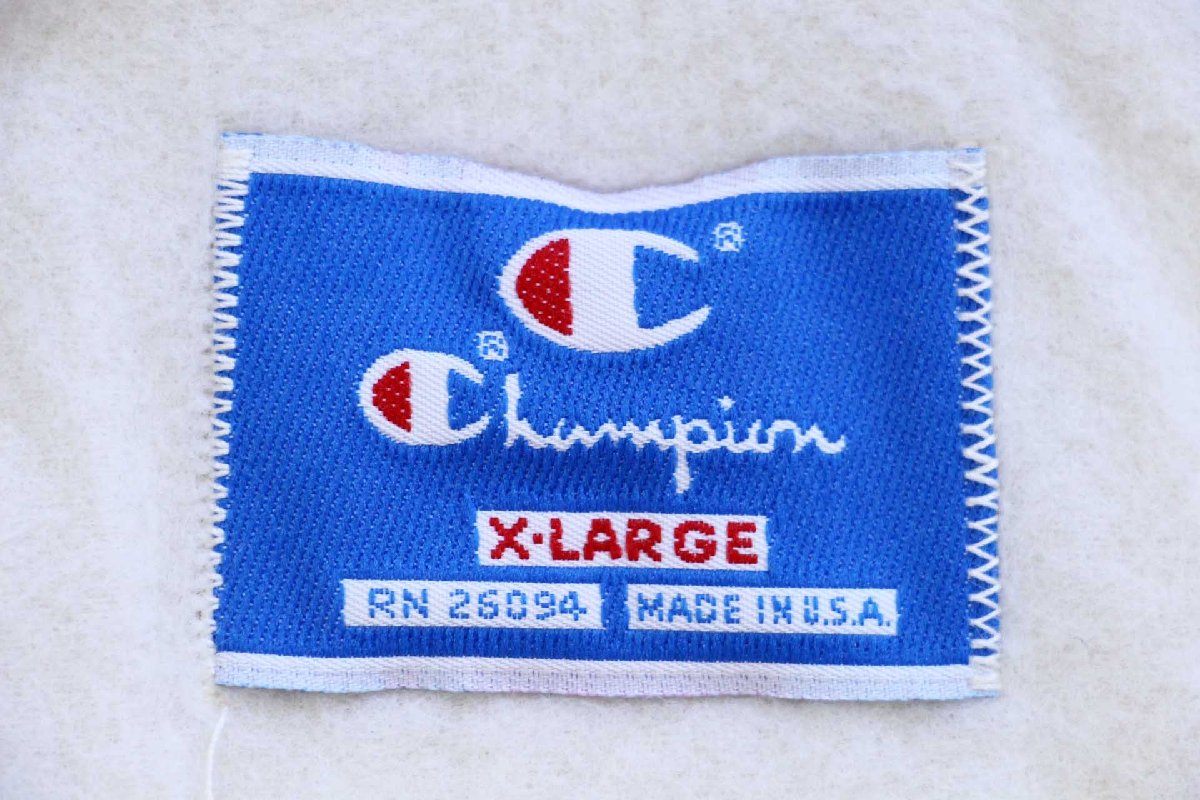 C®
Champion®
X-LARGE
RN 26094
MADE IN U.S.A.